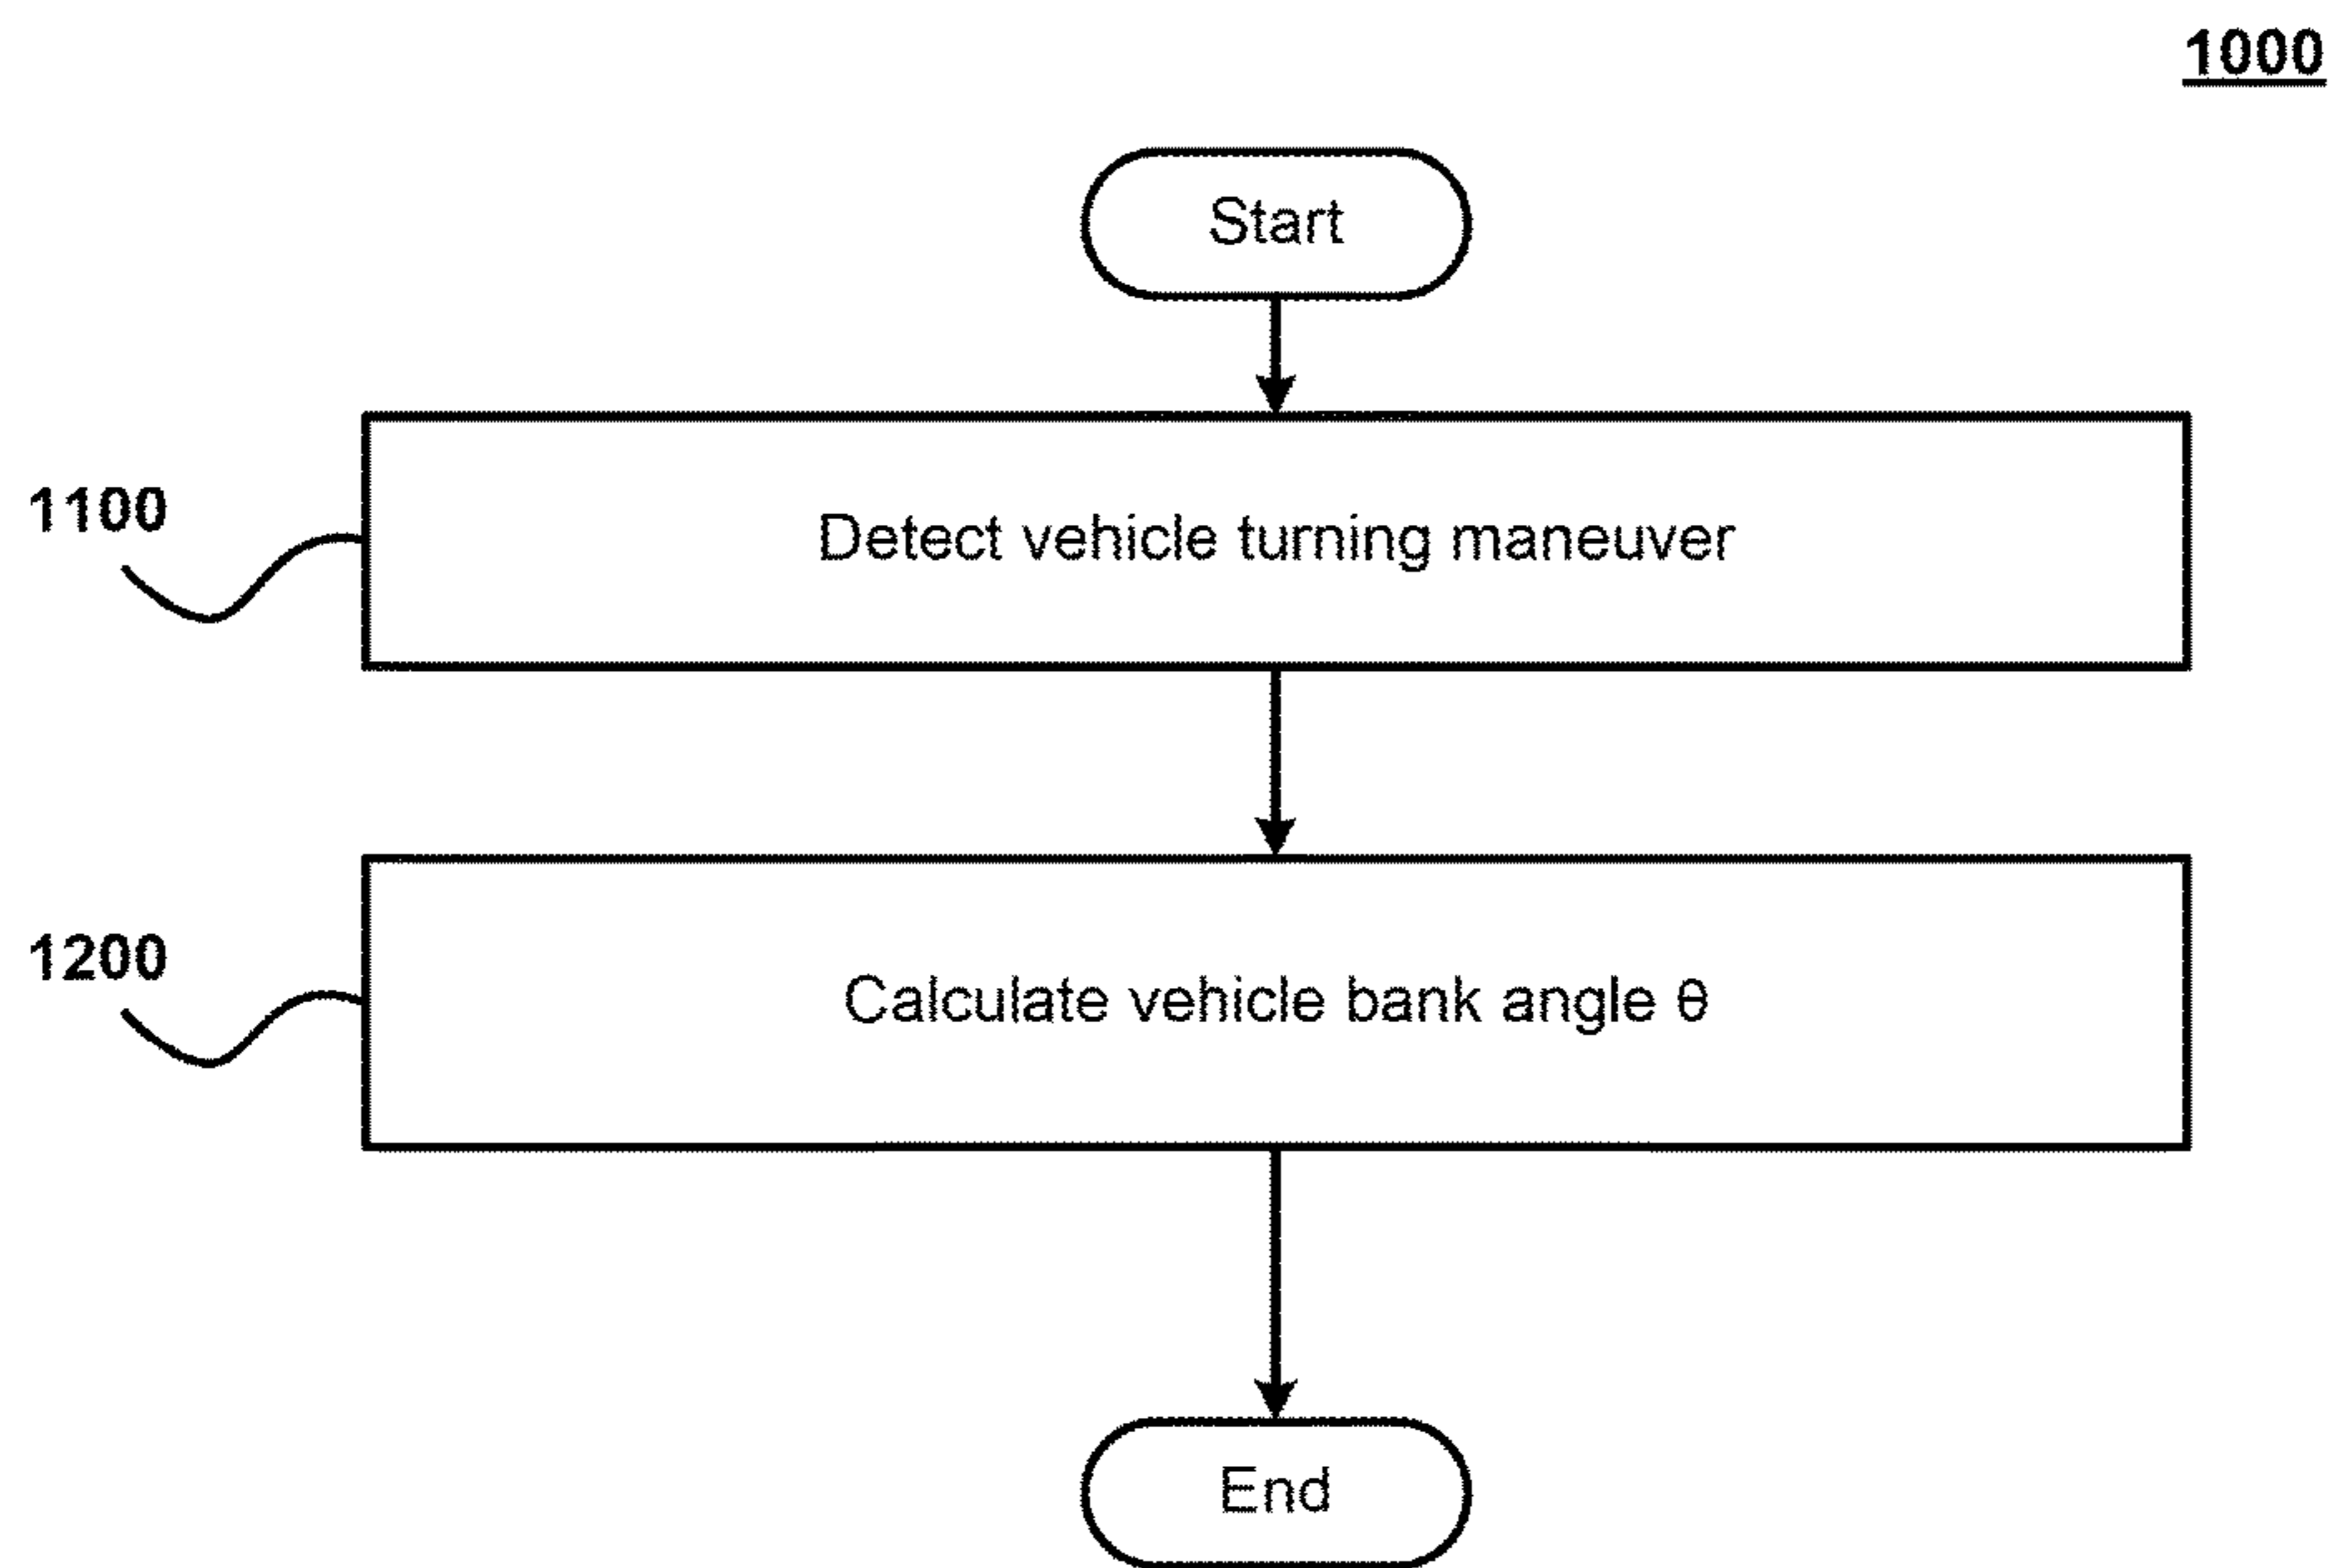 1000
Start
1100
Detect vehicle turning maneuver
1200
Calculate vehicle bank angle θ
End